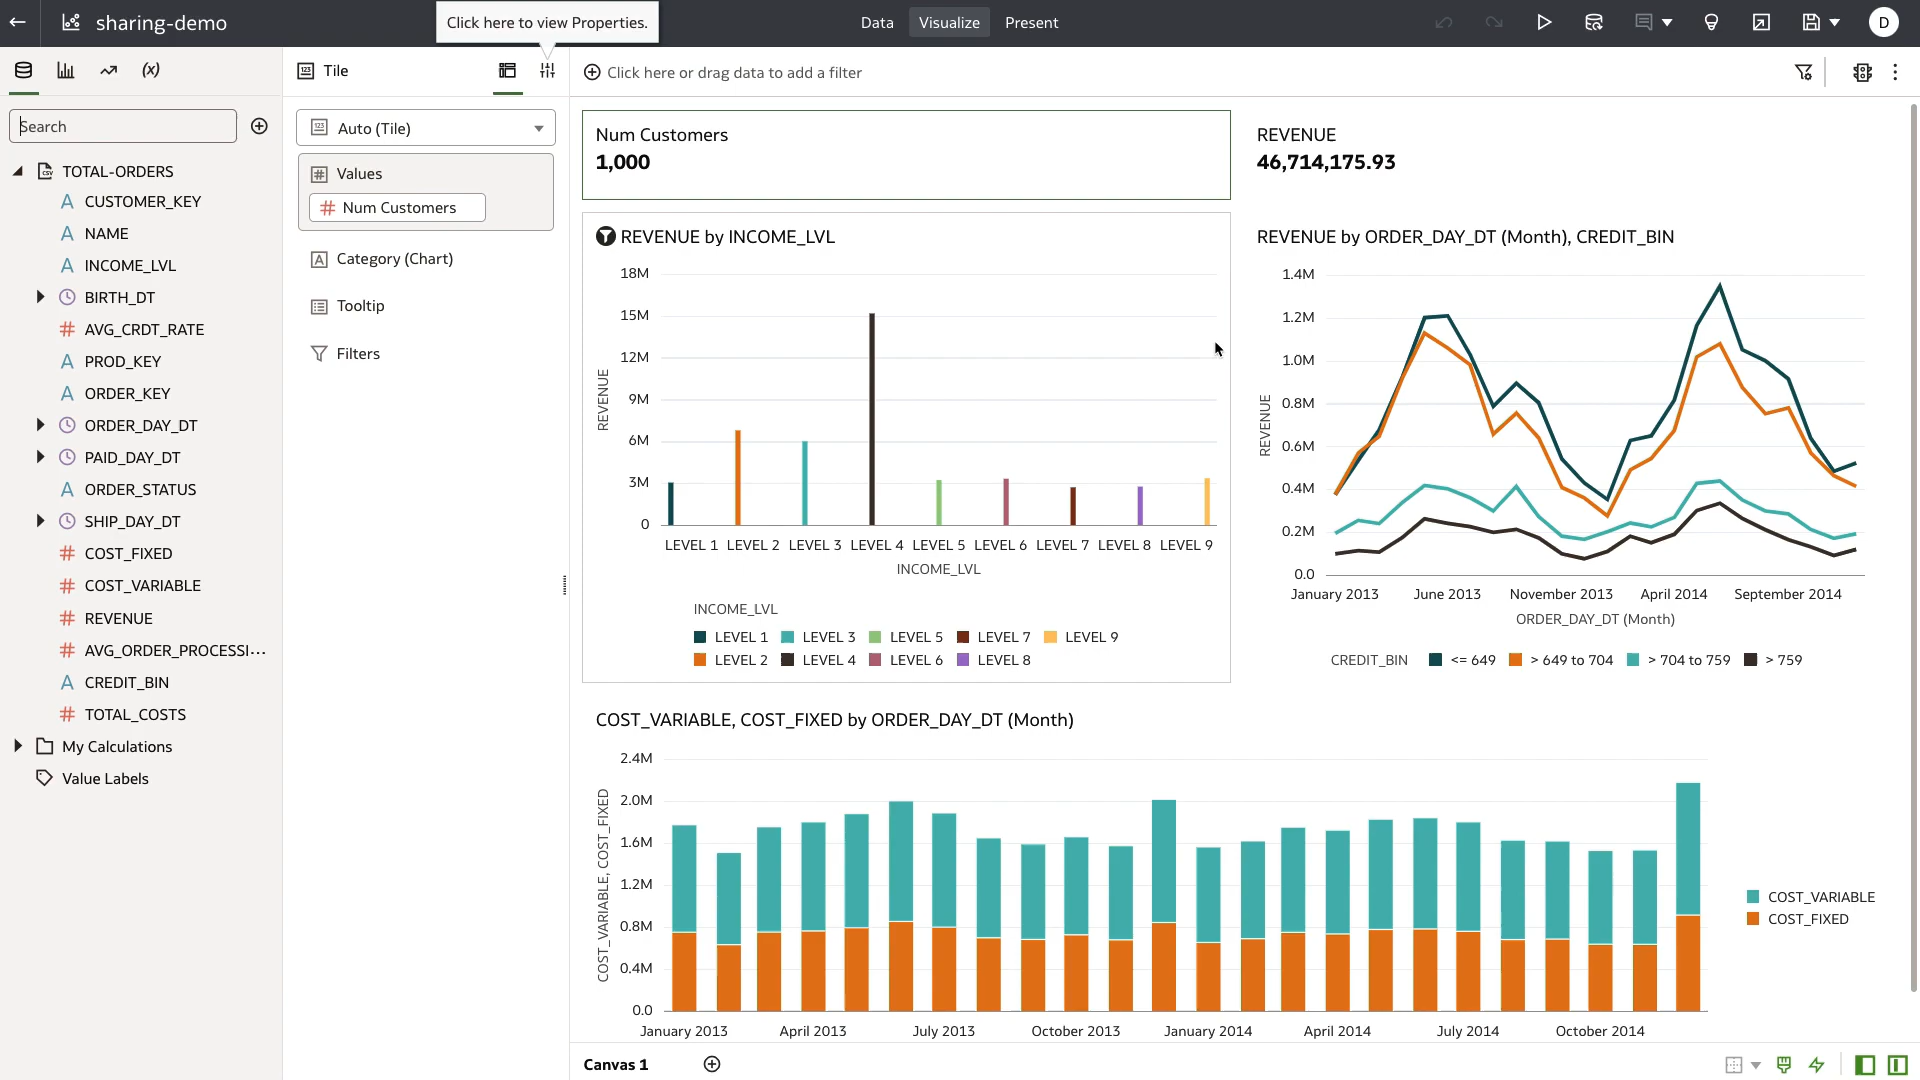 sharing-demo
Click here to view Properties.
Data
Visualize
Present
D
(x)
Tile
Click here or drag data to add a filter
Search
TOTAL-ORDERS
CUSTOMER_KEY
NAME
INCOME_LVL
BIRTH_DT
AVG_CRDT_RATE
PROD_KEY
ORDER_KEY
ORDER_DAY_DT
PAID_DAY_DT
ORDER_STATUS
SHIP_DAY_DT
COST_FIXED
COST_VARIABLE
REVENUE
AVG_ORDER_PROCESSI...
CREDIT_BIN
TOTAL_COSTS
My Calculations
Value Labels
Auto (Tile)
Values
Num Customers
Category (Chart)
Tooltip
Filters
Num Customers
1,000
REVENUE
46,714,175.93
REVENUE by INCOME_LVL
18M
15M
12M
9M
6M
3M
0
REVENUE
LEVEL 1 LEVEL 2 LEVEL 3 LEVEL 4 LEVEL 5 LEVEL 6 LEVEL 7 LEVEL 8 LEVEL 9
INCOME_LVL
INCOME_LVL
LEVEL 1 LEVEL 3 LEVEL 5 LEVEL 7 LEVEL 9
LEVEL 2 LEVEL 4 LEVEL 6 LEVEL 8
REVENUE by ORDER_DAY_DT (Month), CREDIT_BIN
1.4M
1.2M
1.0M
0.8M
0.6M
0.4M
0.2M
0.0
REVENUE
January 2013 June 2013 November 2013 April 2014 September 2014
ORDER_DAY_DT (Month)
CREDIT_BIN <= 649 > 649 to 704 > 704 to 759 > 759
COST_VARIABLE, COST_FIXED by ORDER_DAY_DT (Month)
2.4M
2.0M
1.6M
1.2M
0.8M
0.4M
0.0
COST_VARIABLE, COST_FIXED
January 2013 April 2013 July 2013 October 2013 January 2014 April 2014 July 2014 October 2014
COST_VARIABLE
COST_FIXED
Canvas 1